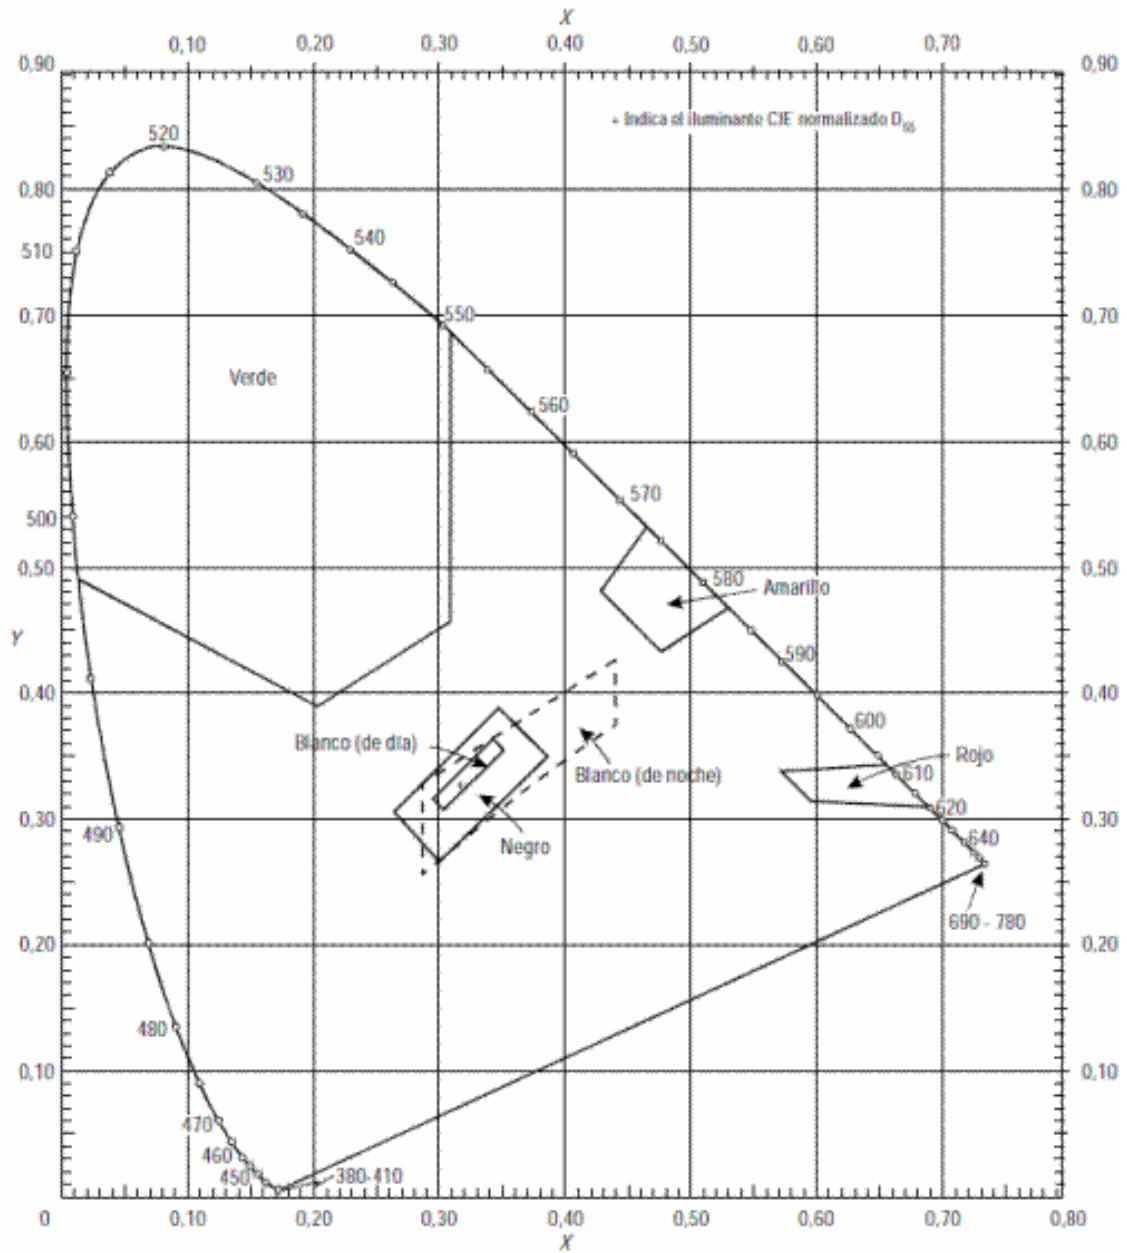 X
0,10 0,20 0,30 0,40 0,50 0,60 0,70
0,90 0,90
+ Indica el iluminante CIE normalizado D65
520
530
0,80 0,80
540
510
0,70 550 0,70
Verde
560
0,60 0,60
570
500
0,50 580 0,50
Amarillo
Y
590
0,40 0,40
600
Blanco (de día) Rojo
Blanco (de noche) 610
0,30 620 0,30
490 Negro 640
690 - 780
0,20 0,20
480
0,10 0,10
470
460
450 380-410
0 0,10 0,20 0,30 0,40 0,50 0,60 0,70 0,80
X